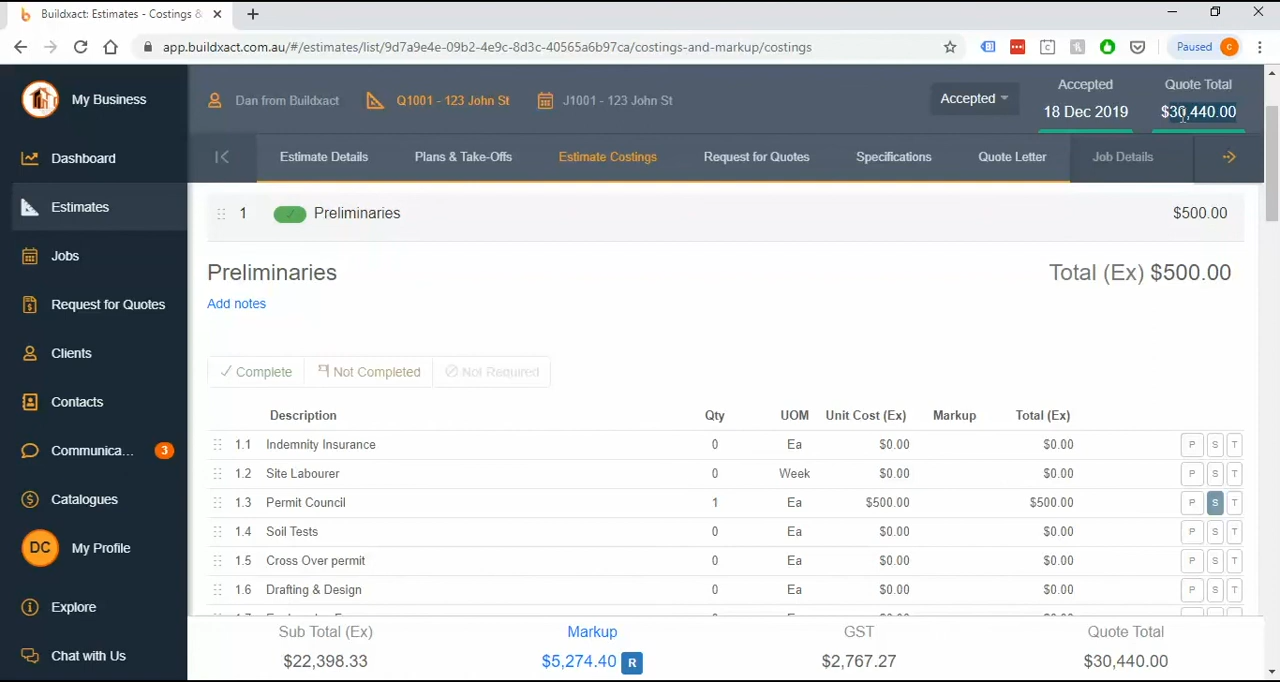 Buildxact: Estimates - Costings &
app.buildxact.com.au/#/estimates/list/9d7a9e4e-09b2-4e9c-8d3c-40565a6b97ca/costings-and-markup/costings
Paused C
My Business
Dan from Buildxact
Q1001 - 123 John St
J1001 - 123 John St
Accepted
Accepted
18 Dec 2019
Quote Total
$30,440.00
Estimate Details
Plans & Take-Offs
Estimate Costings
Request for Quotes
Specifications
Quote Letter
Job Details
Dashboard
Estimates
Jobs
Request for Quotes
Clients
Contacts
Communica... 3
Catalogues
DC My Profile
Explore
Chat with Us
1 Preliminaries $500.00
Preliminaries Total (Ex) $500.00
Add notes
Complete Not Completed Not Required
Description Qty UOM Unit Cost (Ex) Markup Total (Ex)
1.1 Indemnity Insurance 0 Ea $0.00 $0.00 P S T
1.2 Site Labourer 0 Week $0.00 $0.00 P S T
1.3 Permit Council 1 Ea $500.00 $500.00 P S T
1.4 Soil Tests 0 Ea $0.00 $0.00 P S T
1.5 Cross Over permit 0 Ea $0.00 $0.00 P S T
1.6 Drafting & Design 0 Ea $0.00 $0.00 P S T
Sub Total (Ex) Markup GST Quote Total
$22,398.33 $5,274.40 R $2,767.27 $30,440.00